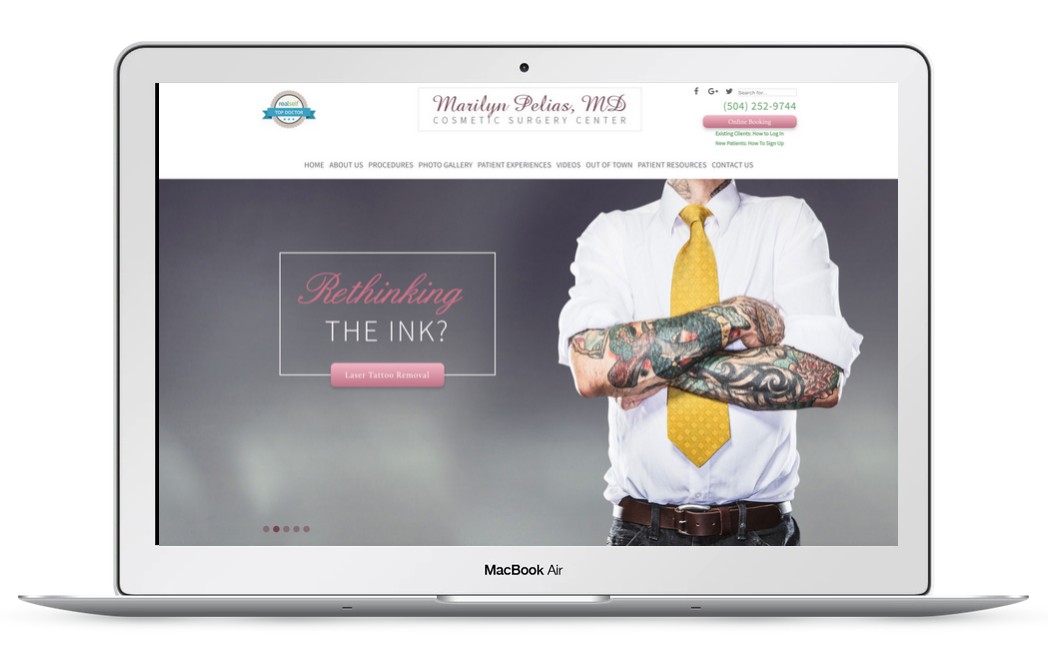 realself
TOP DOCTOR
Marilyn Pelias, MD
COSMETIC SURGERY CENTER
Search for...
(504) 252-9744
Online Booking
Existing Clients: How to Log In
New Patients: How To Sign Up
HOME ABOUT US PROCEDURES PHOTO GALLERY PATIENT EXPERIENCES VIDEOS OUT OF TOWN PATIENT RESOURCES CONTACT US
Rethinking
THE INK?
Laser Tattoo Removal
MacBook Air